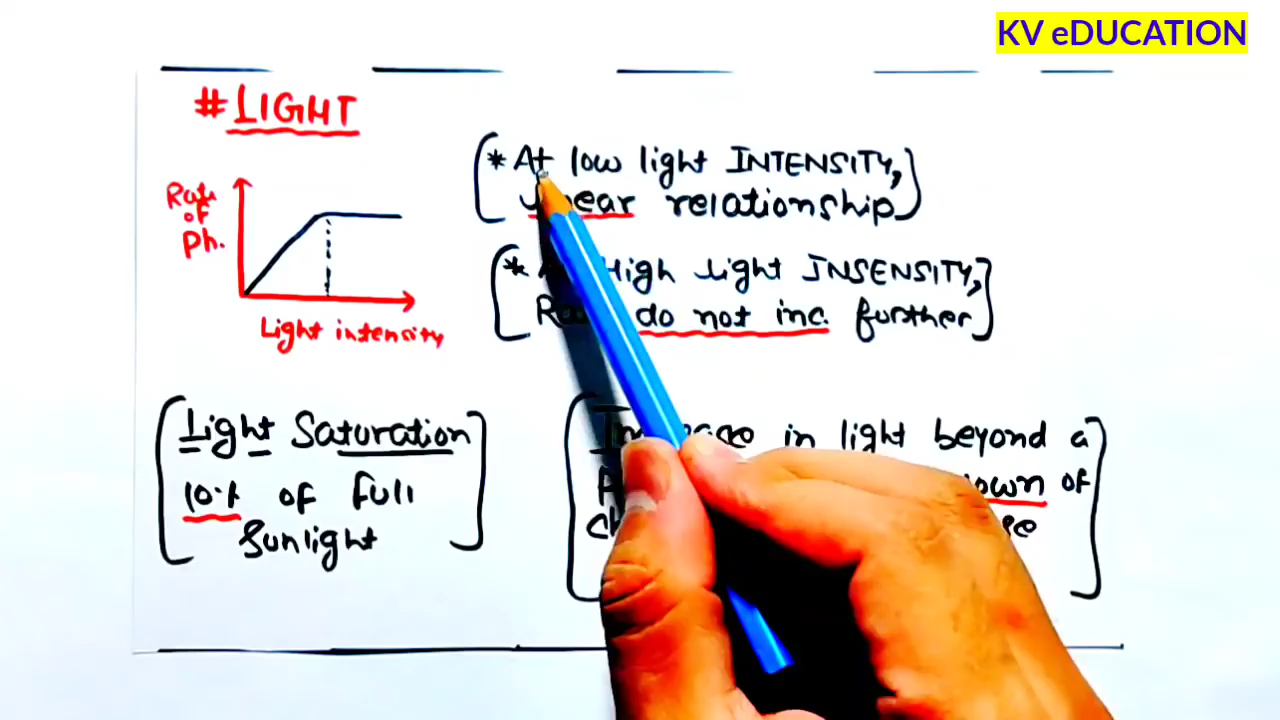 KV eDUCATION
# LIGHT
Rate
of
Ph.
Light intensity
* At low light INTENSITY,
relationship
* High light INSENSITY,
do not inc. further
Light Saturation
10% of full
Sunlight
in light beyond a
of